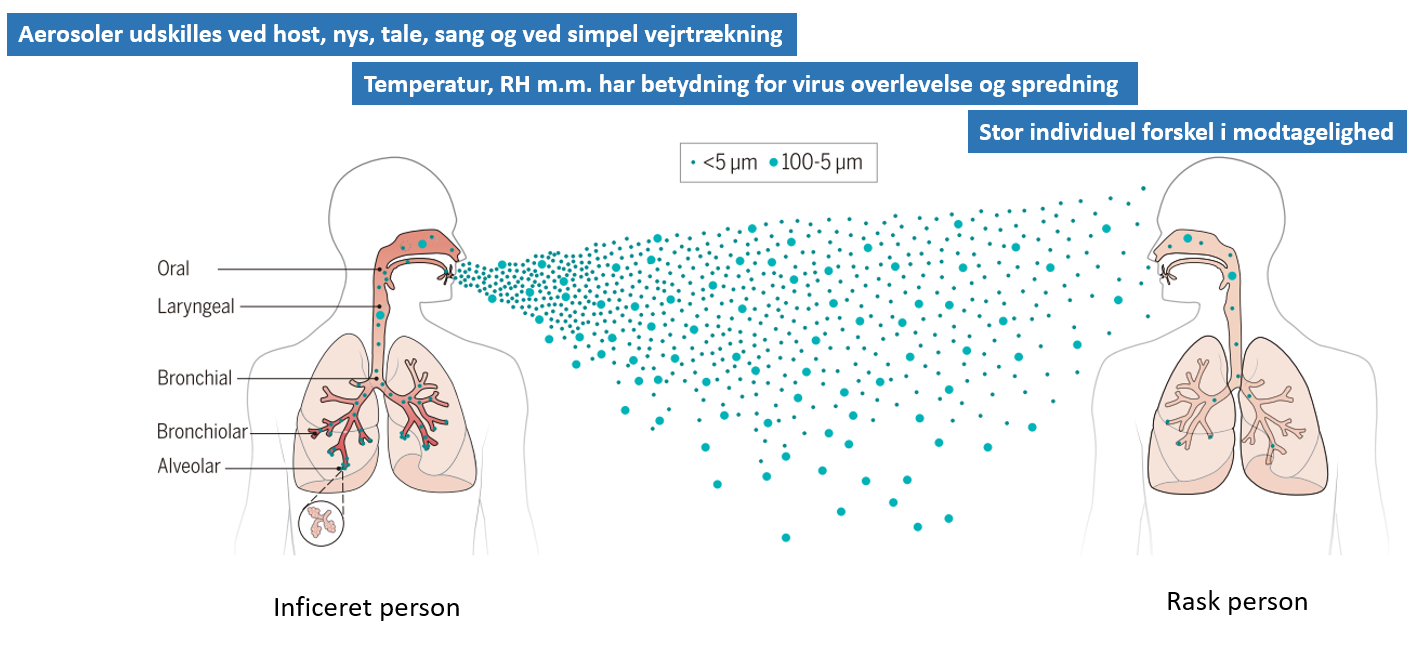 Aerosoler udskilles ved host, nys, tale, sang og ved simpel vejrtrækning
Temperatur, RH m.m. har betydning for virus overlevelse og spredning
Stor individuel forskel i modtagelighed
<5 µm 100-5 µm
Oral
Laryngeal
Bronchial
Bronchiolar
Alveolar
Inficeret person
Rask person